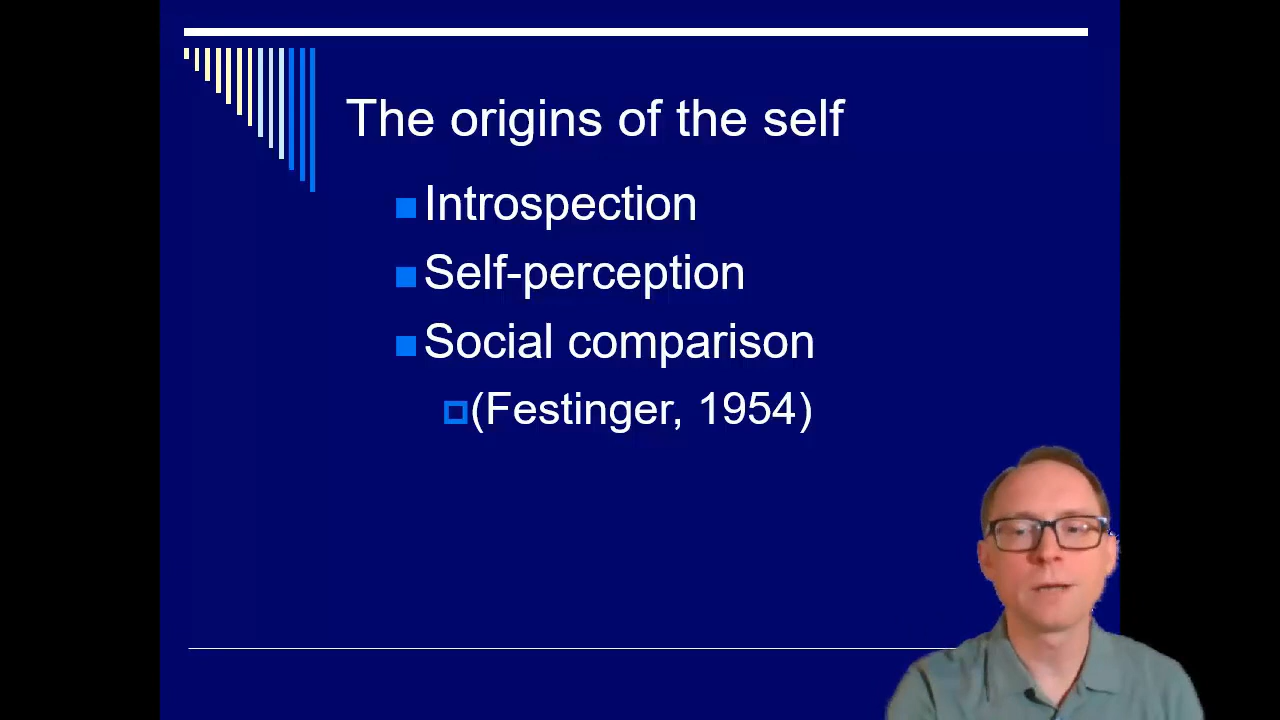 The origins of the self
Introspection
Self-perception
Social comparison
(Festinger, 1954)